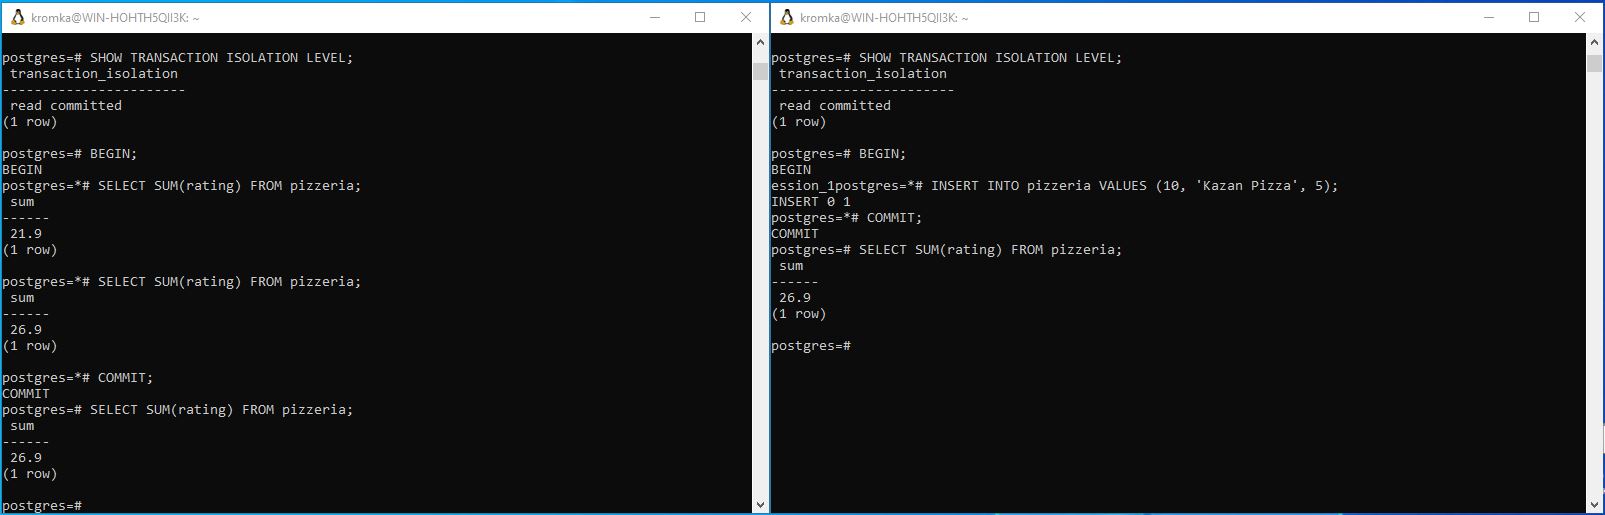 kromka@WIN-HOHTH5QII3K: ~
postgres=# SHOW TRANSACTION ISOLATION LEVEL;
 transaction_isolation
-----------------------
 read committed
(1 row)
postgres=# BEGIN;
BEGIN
postgres=*# SELECT SUM(rating) FROM pizzeria;
 sum
------
 21.9
(1 row)
postgres=*# SELECT SUM(rating) FROM pizzeria;
 sum
------
 26.9
(1 row)
postgres=*# COMMIT;
COMMIT
postgres=# SELECT SUM(rating) FROM pizzeria;
 sum
------
 26.9
(1 row)
postgres=#
kromka@WIN-HOHTH5QII3K: ~
postgres=# SHOW TRANSACTION ISOLATION LEVEL;
 transaction_isolation
-----------------------
 read committed
(1 row)
postgres=# BEGIN;
BEGIN
ession_1postgres=*# INSERT INTO pizzeria VALUES (10, 'Kazan Pizza', 5);
INSERT 0 1
postgres=*# COMMIT;
COMMIT
postgres=# SELECT SUM(rating) FROM pizzeria;
 sum
------
 26.9
(1 row)
postgres=#